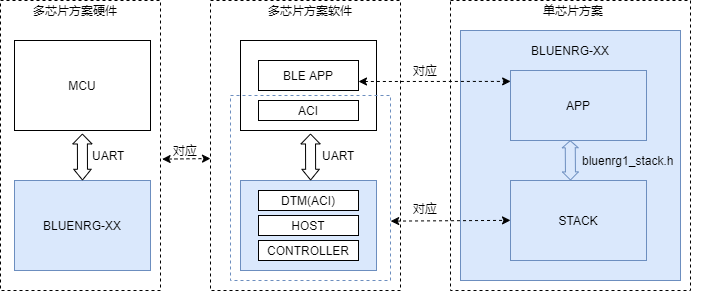 多芯片方案硬件
MCU
UART
BLUENRG-XX
对应
多芯片方案软件
BLE APP
ACI
UART
DTM(ACI)
HOST
CONTROLLER
对应
对应
单芯片方案
BLUENRG-XX
APP
bluenrg1_stack.h
STACK